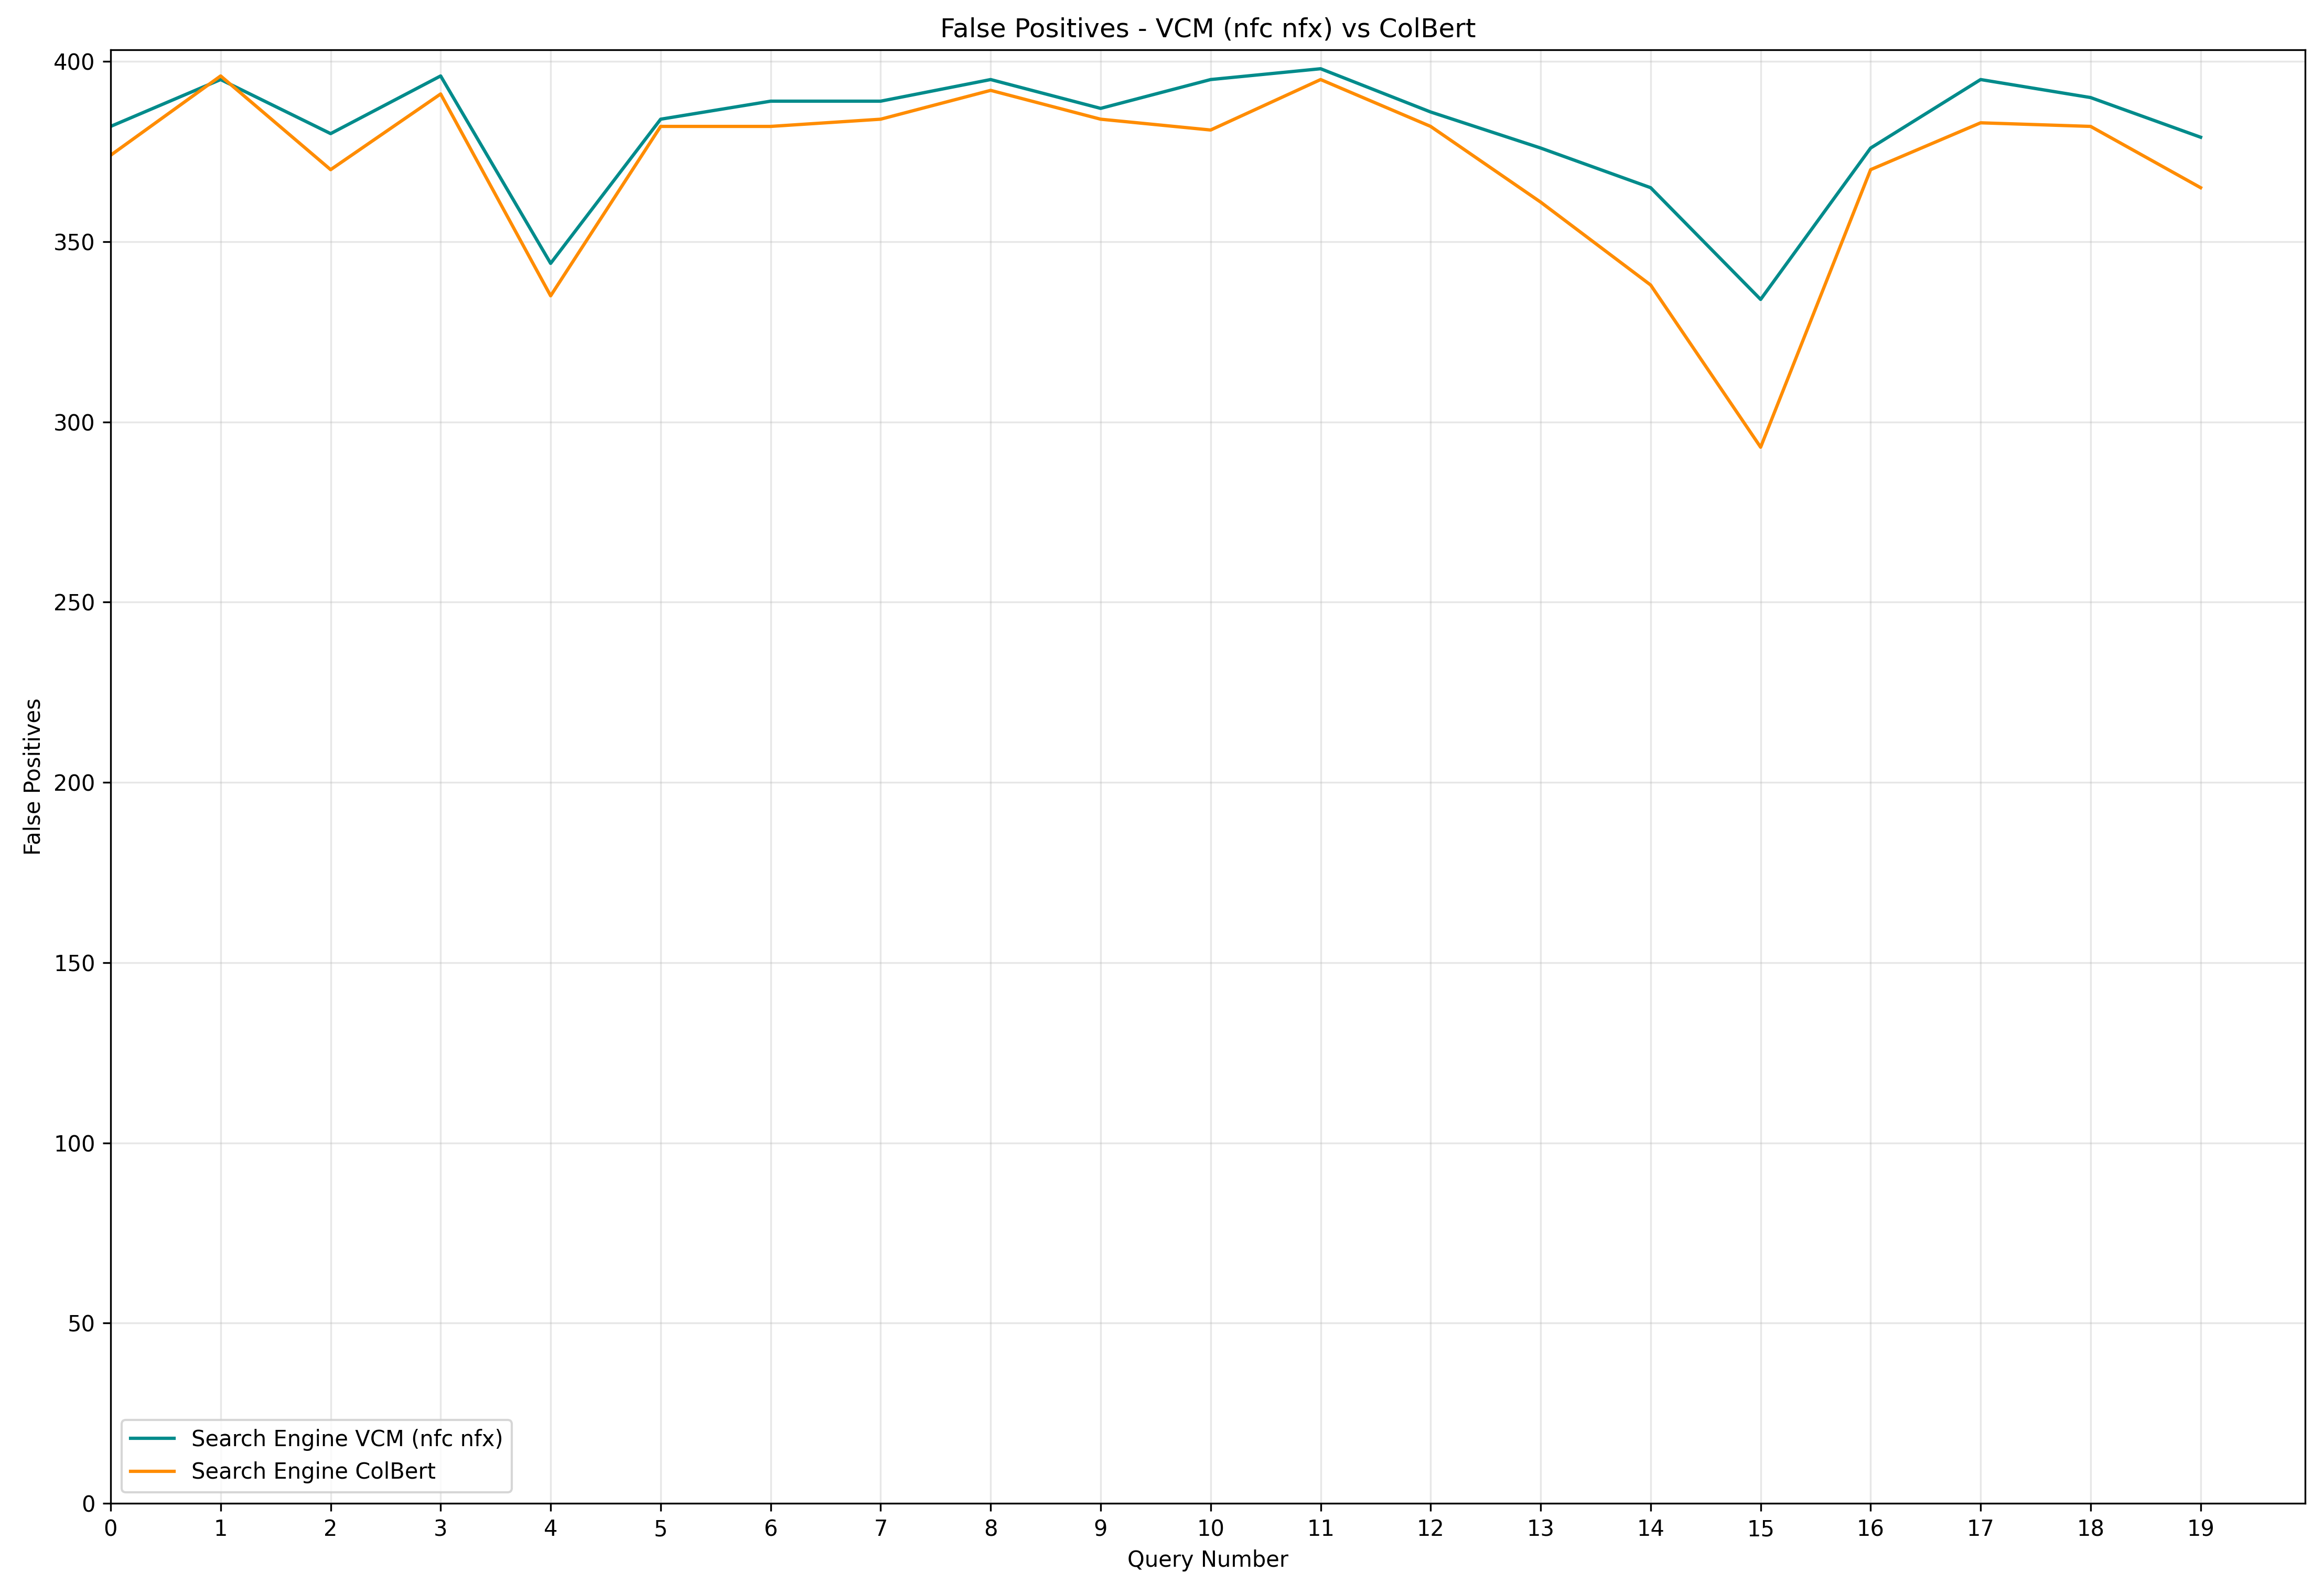 False Positives - VCM (nfc nfx) vs ColBert
400
350
300
250
200
150
100
50
0
False Positives
Search Engine VCM (nfc nfx)
Search Engine ColBert
0 1 2 3 4 5 6 7 8 9 10 11 12 13 14 15 16 17 18 19
Query Number